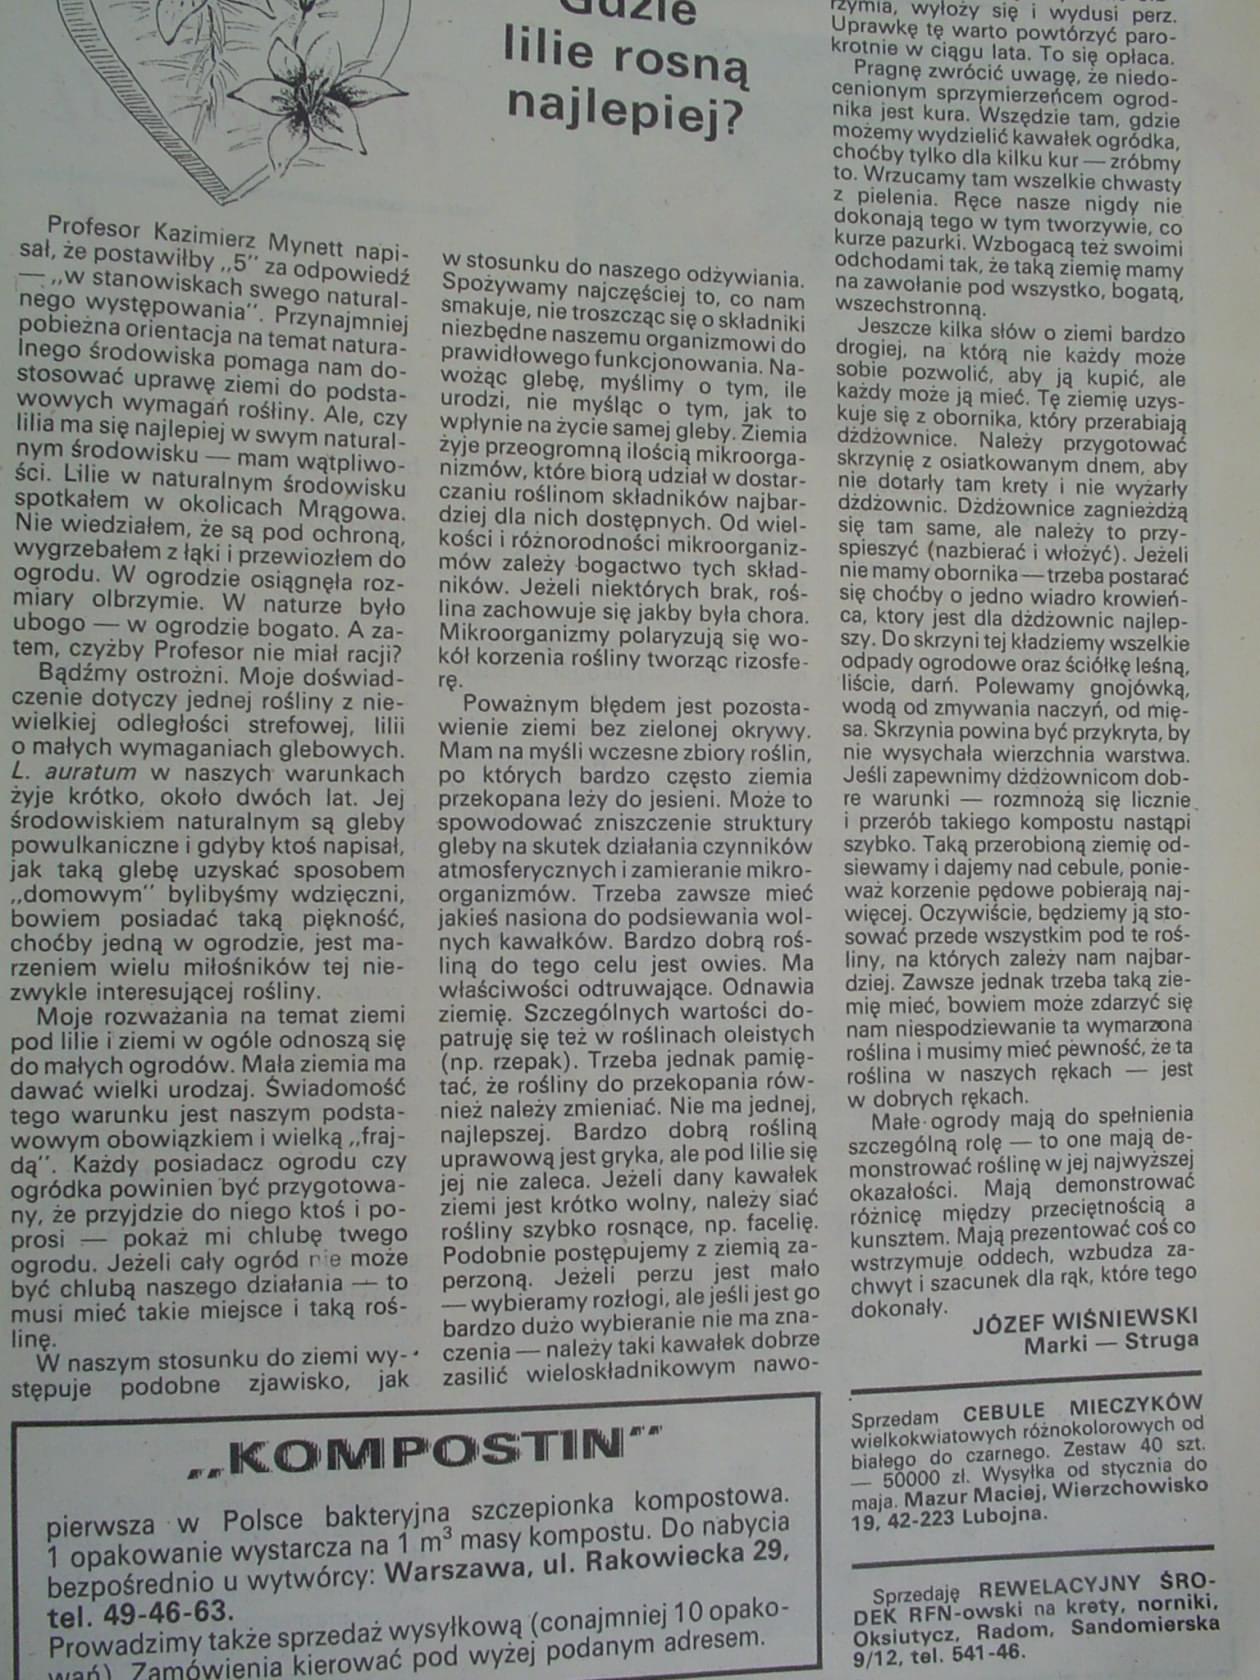 Gdzie
lilie rosną
najlepiej?
Profesor Kazimierz Mynett napi-
sał, że postawiłby „5" za odpowiedź
— „w stanowiskach swego natural-
nego występowania". Przynajmniej
pobieżna orientacja na temat natura-
lnego środowiska pomaga nam do-
stosować uprawę ziemi do podsta-
wowych wymagań rośliny. Ale, czy
lilia ma się najlepiej w swym natural-
nym środowisku — mam wątpliwo-
ści. Lilie w naturalnym środowisku
spotkałem w okolicach Mrągowa.
Nie wiedziałem, że są pod ochroną,
wygrzebałem z łąki i przewiozłem do
ogrodu. W ogrodzie osiągnęła roz-
miary olbrzymie. W naturze było
ubogo — w ogrodzie bogato. A za-
tem, czyżby Profesor nie miał racji?
Bądźmy ostrożni. Moje doświad-
czenie dotyczy jednej rośliny z nie-
wielkiej odległości strefowej, lilii
o małych wymaganiach glebowych.
L. auratum w naszych warunkach
żyje krótko, około dwóch lat. Jej
środowiskiem naturalnym są gleby
powulkaniczne i gdyby ktoś napisał,
jak taką glebę uzyskać sposobem
„domowym" bylibyśmy wdzięczni,
bowiem posiadać taką piękność,
choćby jedną w ogrodzie, jest ma-
rzeniem wielu miłośników tej nie-
zwykle interesującej rośliny.
Moje rozważania na temat ziemi
pod lilie i ziemi w ogóle odnoszą się
do małych ogrodów. Mała ziemia ma
dawać wielki urodzaj. Świadomość
tego warunku jest naszym podsta-
wowym obowiązkiem i wielką „fraj-
dą". Każdy posiadacz ogrodu czy
ogródka powinien być przygotowa-
ny, że przyjdzie do niego ktoś i po-
prosi — pokaż mi chlubę twego
ogrodu. Jeżeli cały ogród nie może
być chlubą naszego działania — to
musi mieć takie miejsce i taką roś-
linę.
W naszym stosunku do ziemi wy-
stępuje podobne zjawisko, jak
w stosunku do naszego odżywiania.
Spożywamy najczęściej to, co nam
smakuje, nie troszcząc się o składniki
niezbędne naszemu organizmowi do
prawidłowego funkcjonowania. Na-
wożąc glebę, myślimy o tym, ile
urodzi, nie myśląc o tym, jak to
wpłynie na życie samej gleby. Ziemia
żyje przeogromną ilością mikroorga-
nizmów, które biorą udział w dostar-
czaniu roślinom składników najbar-
dziej dla nich dostępnych. Od wiel-
kości i różnorodności mikroorganiz-
mów zależy bogactwo tych skład-
ników. Jeżeli niektórych brak, roś-
lina zachowuje się jakby była chora.
Mikroorganizmy polaryzują się wo-
kół korzenia rośliny tworząc rizosfe-
rę.
Poważnym błędem jest pozosta-
wienie ziemi bez zielonej okrywy.
Mam na myśli wczesne zbiory roślin,
po których bardzo często ziemia
przekopana leży do jesieni. Może to
spowodować zniszczenie struktury
gleby na skutek działania czynników
atmosferycznych i zamieranie mikro-
organizmów. Trzeba zawsze mieć
jakieś nasiona do podsiewania wol-
nych kawałków. Bardzo dobrą roś-
liną do tego celu jest owies. Ma
właściwości odtruwające. Odnawia
ziemię. Szczególnych wartości do-
patruję się też w roślinach oleistych
(np. rzepak). Trzeba jednak pamię-
tać, że rośliny do przekopania rów-
nież należy zmieniać. Nie ma jednej,
najlepszej. Bardzo dobrą rośliną
uprawową jest gryka, ale pod lilie się
jej nie zaleca. Jeżeli dany kawałek
ziemi jest krótko wolny, należy siać
rośliny szybko rosnące, np. facelię.
Podobnie postępujemy z ziemią za-
perzoną. Jeżeli perzu jest mało
— wybieramy rozłogi, ale jeśli jest go
bardzo dużo wybieranie nie ma zna-
czenia — należy taki kawałek dobrze
zasilić wieloskładnikowym nawo-
rzymia, wyłoży się i wydusi perz.
Uprawkę tę warto powtórzyć paro-
krotnie w ciągu lata. To się opłaca.
Pragnę zwrócić uwagę, że niedo-
cenionym sprzymierzeńcem ogrod-
nika jest kura. Wszędzie tam, gdzie
możemy wydzielić kawałek ogródka,
choćby tylko dla kilku kur — zróbmy
to. Wrzucamy tam wszelkie chwasty
z pielenia. Ręce nasze nigdy nie
dokonają tego w tym tworzywie, co
kurze pazurki. Wzbogacą też swoimi
odchodami tak, że taką ziemię mamy
na zawołanie pod wszystko, bogatą,
wszechstronną.
Jeszcze kilka słów o ziemi bardzo
drogiej, na którą nie każdy może
sobie pozwolić, aby ją kupić, ale
każdy może ją mieć. Tę ziemię uzys-
kuje się z obornika, który przerabiają
dżdżownice. Należy przygotować
skrzynię z osiatkowanym dnem, aby
nie dotarły tam krety i nie wyżarły
dżdżownic. Dżdżownice zagnieżdżą
się tam same, ale należy to przy-
spieszyć (nazbierać i włożyć). Jeżeli
nie mamy obornika — trzeba postarać
się choćby o jedno wiadro krowień-
ca, ktory jest dla dżdżownic najlep-
szy. Do skrzyni tej kładziemy wszelkie
odpady ogrodowe oraz ściółkę leśną,
liście, darń. Polewamy gnojówką,
wodą od zmywania naczyń, od mię-
sa. Skrzynia powina być przykryta, by
nie wysychała wierzchnia warstwa.
Jeśli zapewnimy dżdżownicom dob-
re warunki — rozmnożą się licznie
i przerób takiego kompostu nastąpi
szybko. Taką przerobioną ziemię od-
siewamy i dajemy nad cebule, ponie-
waż korzenie pędowe pobierają naj-
więcej. Oczywiście, będziemy ją sto-
sować przede wszystkim pod te roś-
liny, na których zależy nam najbar-
dziej. Zawsze jednak trzeba taką zie-
mię mieć, bowiem może zdarzyć się
nam niespodziewanie ta wymarzona
roślina i musimy mieć pewność, że ta
roślina w naszych rękach — jest
w dobrych rękach.
Małe ogrody mają do spełnienia
szczególną rolę — to one mają de-
monstrować roślinę w jej najwyższej
okazałości. Mają demonstrować
różnicę między przeciętnością a
kunsztem. Mają prezentować coś co
wstrzymuje oddech, wzbudza za-
chwyt i szacunek dla rąk, które tego
dokonały.
JÓZEF WIŚNIEWSKI
Marki — Struga
„KOMPOSTIN"
pierwsza w Polsce bakteryjna szczepionka kompostowa.
1 opakowanie wystarcza na 1 m³ masy kompostu. Do nabycia
bezpośrednio u wytwórcy: Warszawa, ul. Rakowiecka 29,
tel. 49-46-63.
Prowadzimy także sprzedaż wysyłkową (conajmniej 10 opako-
wań). Zamówienia kierować pod wyżej podanym adresem.
Sprzedam CEBULE MIECZYKÓW
wielkokwiatowych różnokolorowych od
białego do czarnego. Zestaw 40 szt.
— 50000 zł. Wysyłka od stycznia do
maja. Mazur Maciej, Wierzchowisko
19, 42-223 Lubojna.
Sprzedaję REWELACYJNY ŚRO-
DEK RFN-owski na krety, norniki,
Oksiutycz, Radom, Sandomierska
9/12, tel. 541-46.